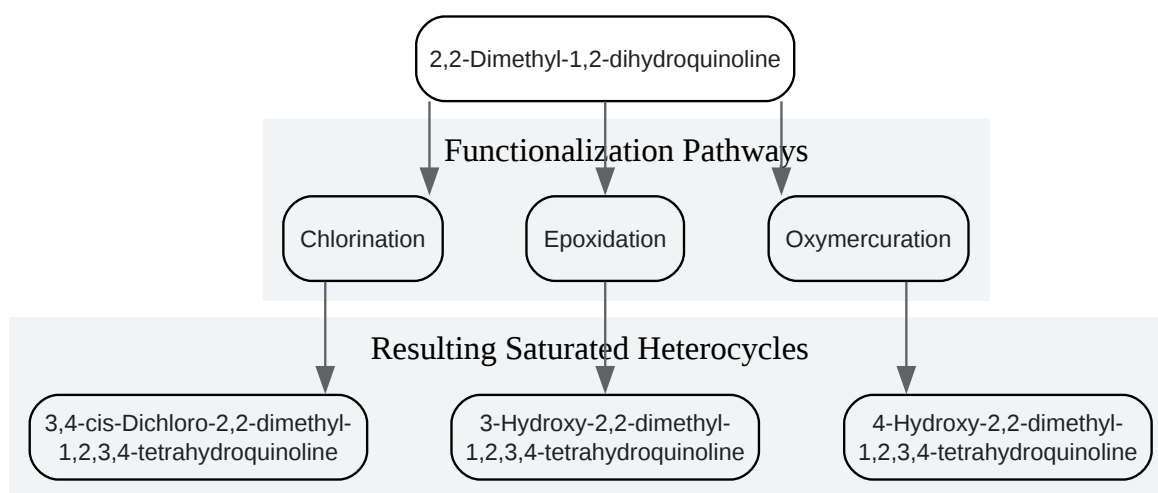 2,2-Dimethyl-1,2-dihydroquinoline
Functionalization Pathways
Chlorination
Epoxidation
Oxymercuration
Resulting Saturated Heterocycles
3,4-cis-Dichloro-2,2-dimethyl-
1,2,3,4-tetrahydroquinoline
3-Hydroxy-2,2-dimethyl-
1,2,3,4-tetrahydroquinoline
4-Hydroxy-2,2-dimethyl-
1,2,3,4-tetrahydroquinoline